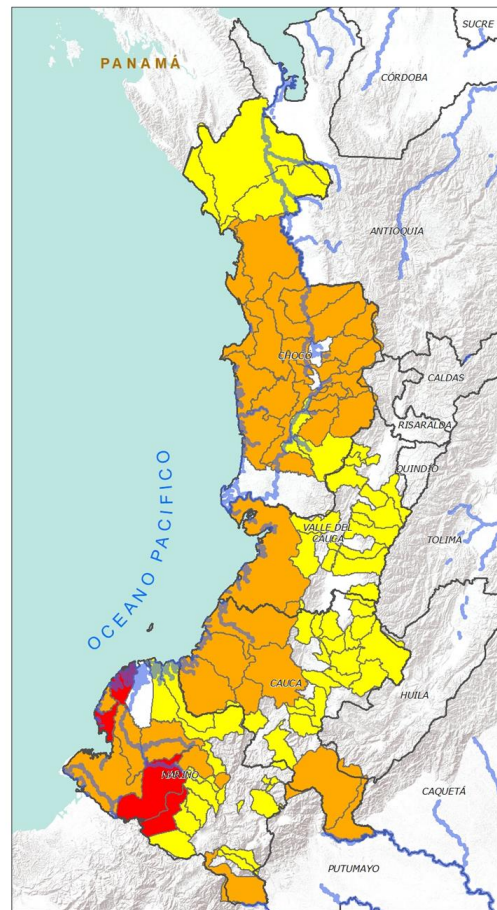 SUCRE
PANAMÁ
CÓRDOBA
ANTIOQUIA
CHOCÓ
CALDAS
RISARALDA
QUINDÍO
VALLE DEL
CAUCA
TOLIMA
OCEANO PACIFICO
CAUCA
HUILA
NARIÑO
CAQUETÁ
PUTUMAYO